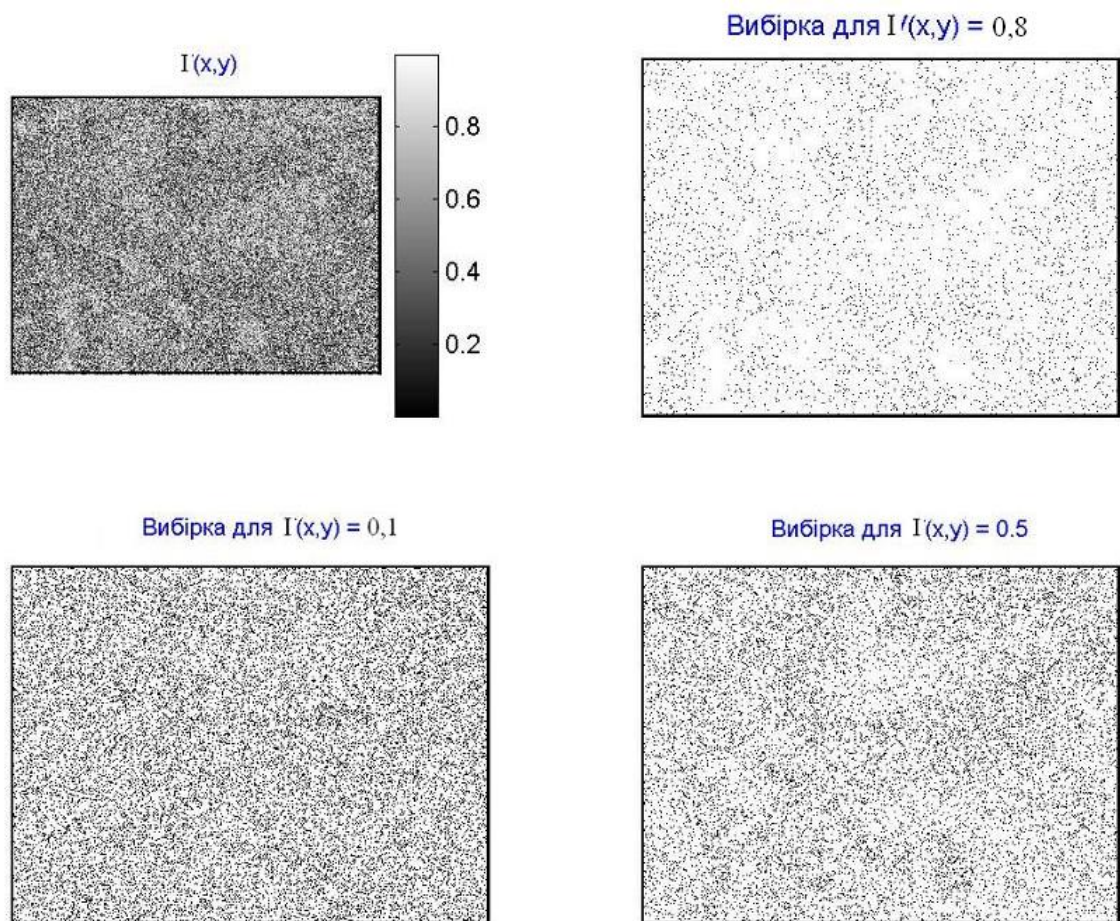 I'(x,y)
0.8
0.6
0.4
0.2
Вибірка для I'(x,y) = 0,8
Вибірка для I'(x,y) = 0,1
Вибірка для I'(x,y) = 0.5